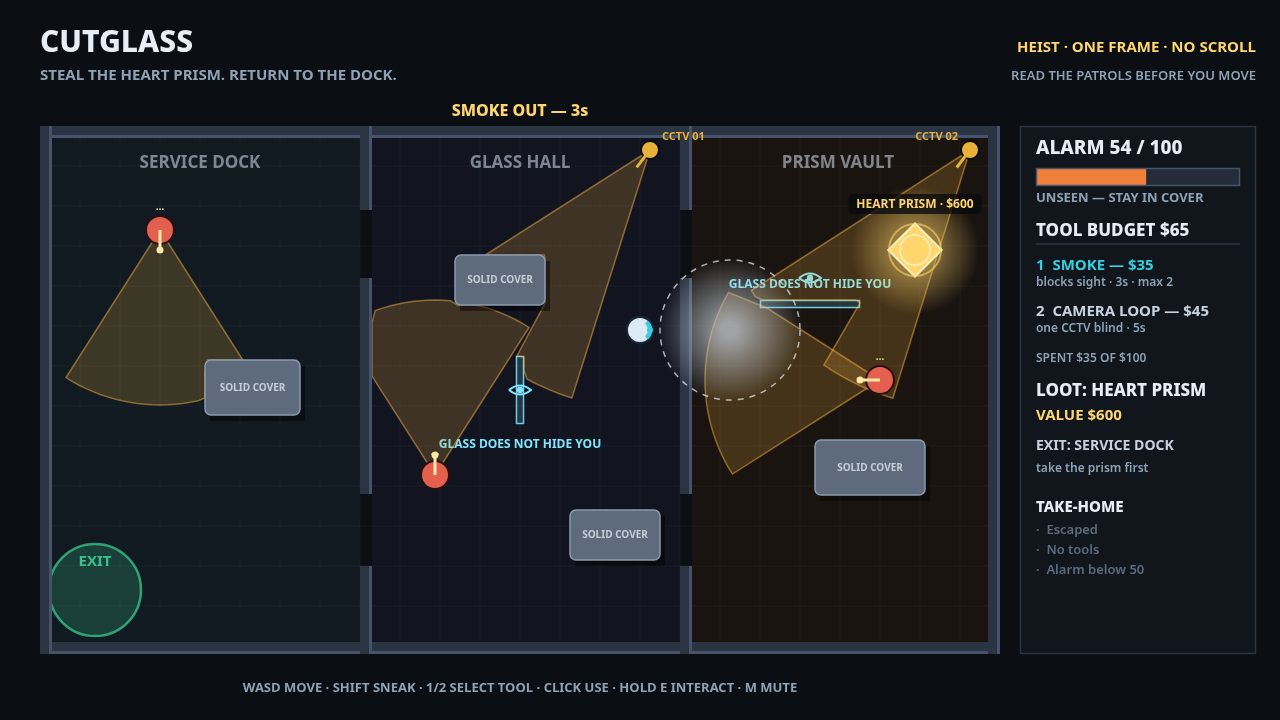 CUTGLASS
STEAL THE HEART PRISM. RETURN TO THE DOCK.
HEIST · ONE FRAME · NO SCROLL
READ THE PATROLS BEFORE YOU MOVE
SMOKE OUT — 3s
CCTV 01
CCTV 02
SERVICE DOCK
GLASS HALL
PRISM VAULT
HEART PRISM · $600
...
SOLID COVER
GLASS DOES NOT HIDE YOU
...
SOLID COVER
GLASS DOES NOT HIDE YOU
SOLID COVER
SOLID COVER
EXIT
ALARM 54 / 100
UNSEEN — STAY IN COVER
TOOL BUDGET $65
1 SMOKE — $35
blocks sight · 3s · max 2
2 CAMERA LOOP — $45
one CCTV blind · 5s
SPENT $35 OF $100
LOOT: HEART PRISM
VALUE $600
EXIT: SERVICE DOCK
take the prism first
TAKE-HOME
· Escaped
· No tools
· Alarm below 50
WASD MOVE · SHIFT SNEAK · 1/2 SELECT TOOL · CLICK USE · HOLD E INTERACT · M MUTE